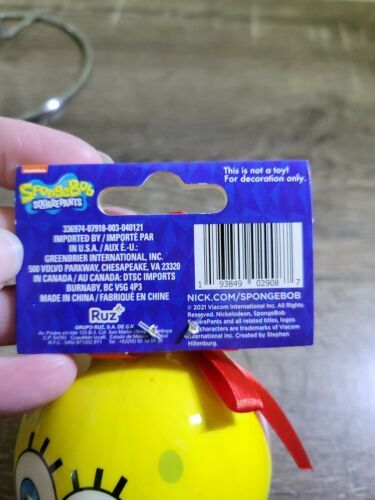 nickelodeon
SpongeBob
SQUAREPANTS
This is not a toy!
For decoration only.
336974-07918-003-040121
IMPORTED BY / IMPORTÉ PAR
IN U.S.A. / AUX É.-U.:
GREENBRIER INTERNATIONAL, INC.
500 VOLVO PARKWAY, CHESAPEAKE, VA 23320
IN CANADA / AU CANADA: DTSC IMPORTS
BURNABY, BC V5G 4P3
MADE IN CHINA / FABRIQUÉ EN CHINE
1 93849 02908 7
NICK.COM/SPONGEBOB
© 2021 Viacom International Inc. All Rights
Reserved. Nickelodeon, SpongeBob
SquarePants and all related titles, logos
characters are trademarks of Viacom
International Inc. Created by Stephen
Hillenburg.
Ruz
GRUPO RUZ, S.A. DE C.V.